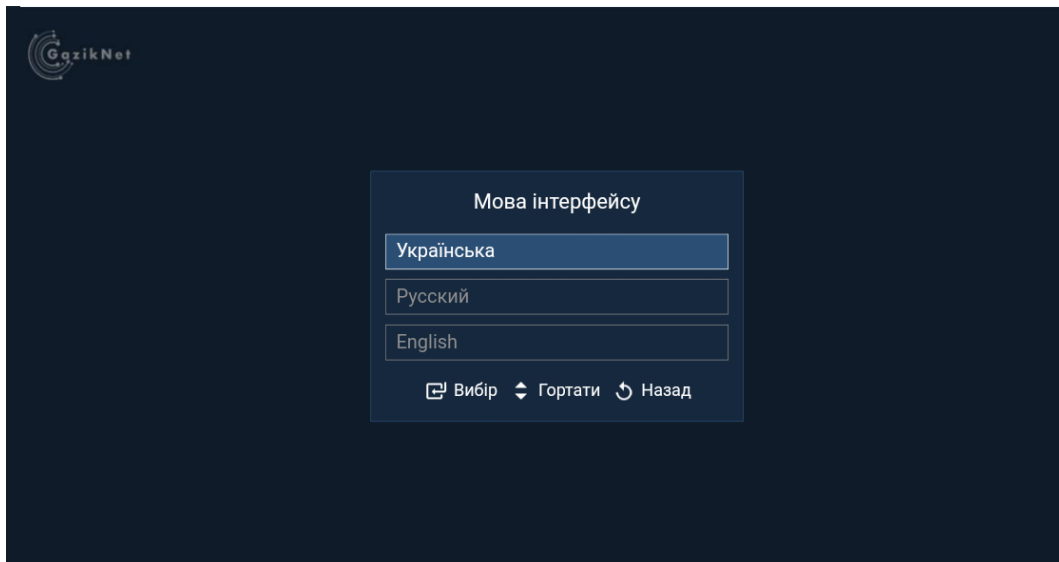 GazikNet
Мова інтерфейсу
Українська
Русский
English
Вибір Гортати Назад